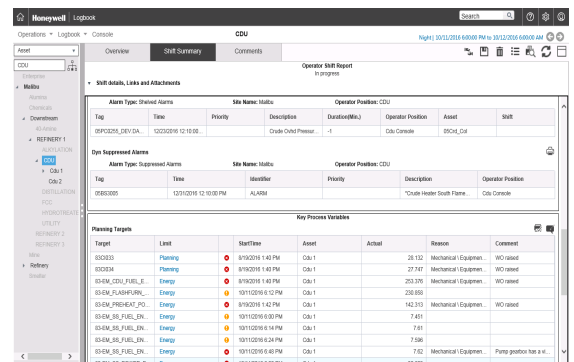 Honeywell | Logbook
Search
Operations Logbook Console
CDU
Night | 10/11/2016 6:00:00 PM to 10/12/2016 6:00:00 AM
Asset
Overview
Shift Summary
Comments
CDU
Enterprise
Malibu
Alumina
Chemicals
Downstream
REFINERY 1
ALKYLATION
CDU
Cdu 1
Cdu 2
DISTILLATION
FCC
HYDROTREATE
UTILITY
REFINERY 2
REFINERY 3
Mine
Refinery
Smelter
Operator Shift Report
In progress
Shift details, Links and Attachments
Alarm Type: Shelved Alarms Site Name: Malibu Operator Position: CDU
Tag Time Priority Description Duration(Min.) Operator Position Asset Shift
05PC0255_DEV DA... 12/23/2016 12:10:00... Crude Ovhd Pressur... -1 Cdu Console 05Crd_Col
Dyn Suppressed Alarms
Alarm Type: Suppressed Alarms Site Name: Malibu Operator Position: CDU
Tag Time Identifier Priority Description Operator Position
05BS3005 12/31/2016 12:10:00 PM ALARM "Crude Heater South Flame... Cdu Console
Key Process Variables
Planning Targets
Target Limit StartTime Asset Actual Reason Comment
83CI033 Planning 8/19/2016 1:40 PM Cdu 1 28.132 Mechanical \ Equipmen... WO raised
83CI034 Planning 8/19/2016 1:40 PM Cdu 1 27.747 Mechanical \ Equipmen... WO raised
83-EM_CDU_FUEL_E... Energy 8/19/2016 1:40 PM Cdu 1 253.376 Mechanical \ Equipmen... WO raised
83-EM_FLASHFURN_... Energy 10/11/2016 6:12 PM Cdu 1 230.858
83-EM_PREHEAT_PO... Energy 8/19/2016 1:42 PM Cdu 1 142.313 Mechanical \ Equipmen... WO raised
83-EM_SS_FUEL_EN... Energy 10/11/2016 6:00 PM Cdu 1 7.451
83-EM_SS_FUEL_EN... Energy 10/11/2016 6:14 PM Cdu 1 7.61
83-EM_SS_FUEL_EN... Energy 10/11/2016 6:24 PM Cdu 1 7.598
83-EM_SS_FUEL_EN... Energy 10/11/2016 6:48 PM Cdu 1 7.62 Mechanical \ Equipmen... Pump gearbox has a vi...